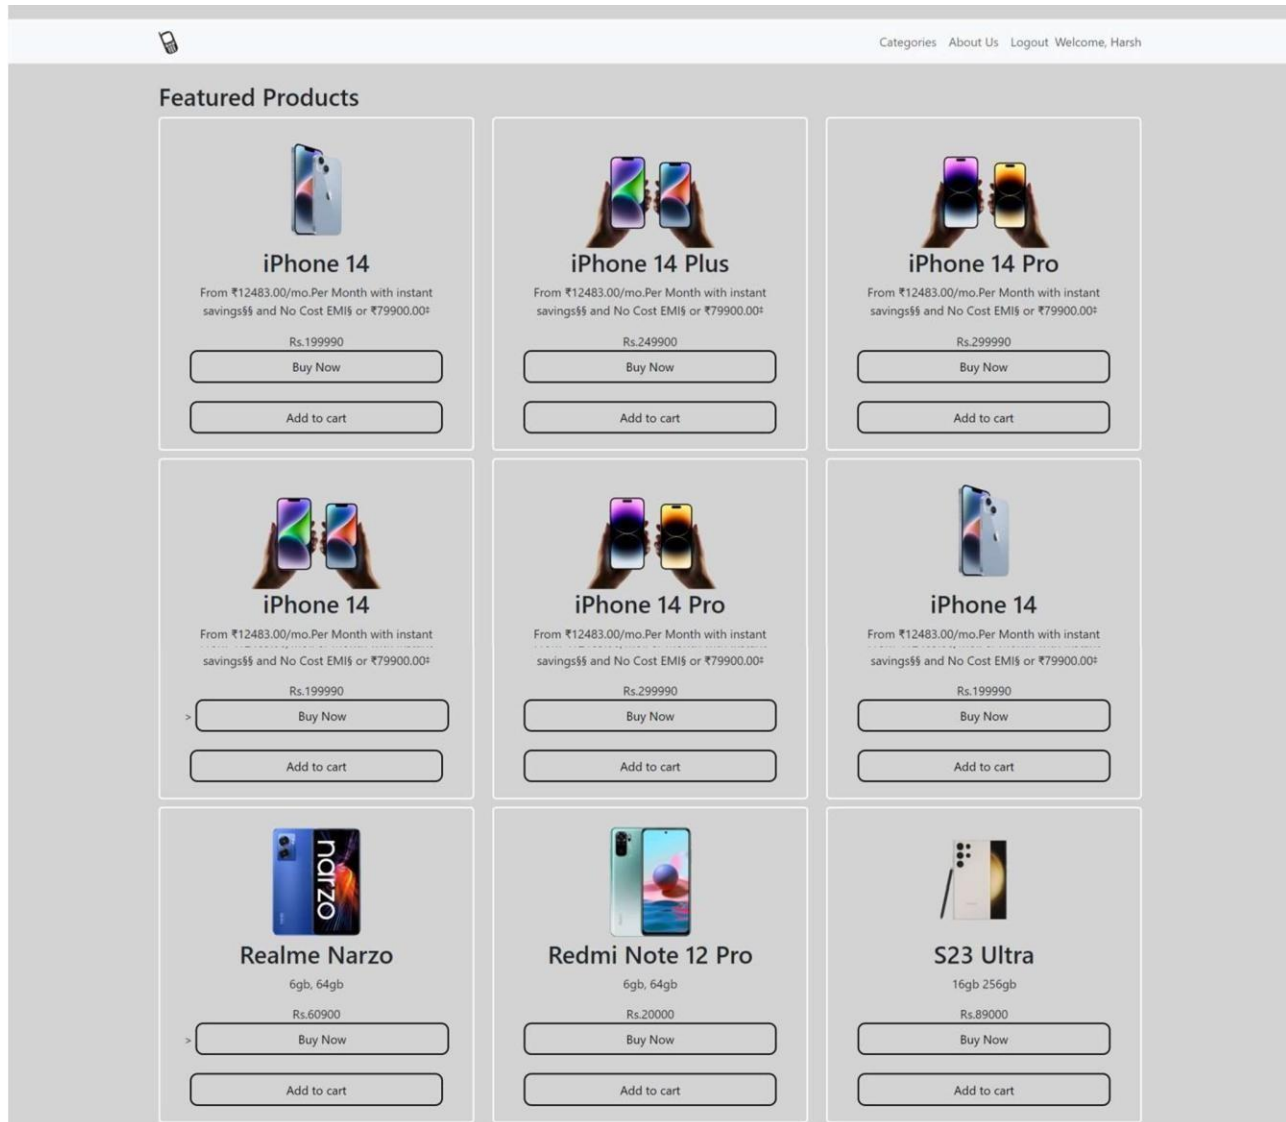 Categories About Us Logout Welcome, Harsh
Featured Products
iPhone 14
From ₹12483.00/mo.Per Month with instant
savings§§ and No Cost EMI§ or ₹79900.00‡
Rs.199990
Buy Now
Add to cart
iPhone 14 Plus
From ₹12483.00/mo.Per Month with instant
savings§§ and No Cost EMI§ or ₹79900.00‡
Rs.249900
Buy Now
Add to cart
iPhone 14 Pro
From ₹12483.00/mo.Per Month with instant
savings§§ and No Cost EMI§ or ₹79900.00‡
Rs.299990
Buy Now
Add to cart
iPhone 14
From ₹12483.00/mo.Per Month with instant
savings§§ and No Cost EMI§ or ₹79900.00‡
Rs.199990
> Buy Now
Add to cart
iPhone 14 Pro
From ₹12483.00/mo.Per Month with instant
savings§§ and No Cost EMI§ or ₹79900.00‡
Rs.299990
Buy Now
Add to cart
iPhone 14
From ₹12483.00/mo.Per Month with instant
savings§§ and No Cost EMI§ or ₹79900.00‡
Rs.199990
Buy Now
Add to cart
narzo
Realme Narzo
6gb, 64gb
Rs.60900
> Buy Now
Add to cart
Redmi Note 12 Pro
6gb, 64gb
Rs.20000
Buy Now
Add to cart
S23 Ultra
16gb 256gb
Rs.89000
Buy Now
Add to cart